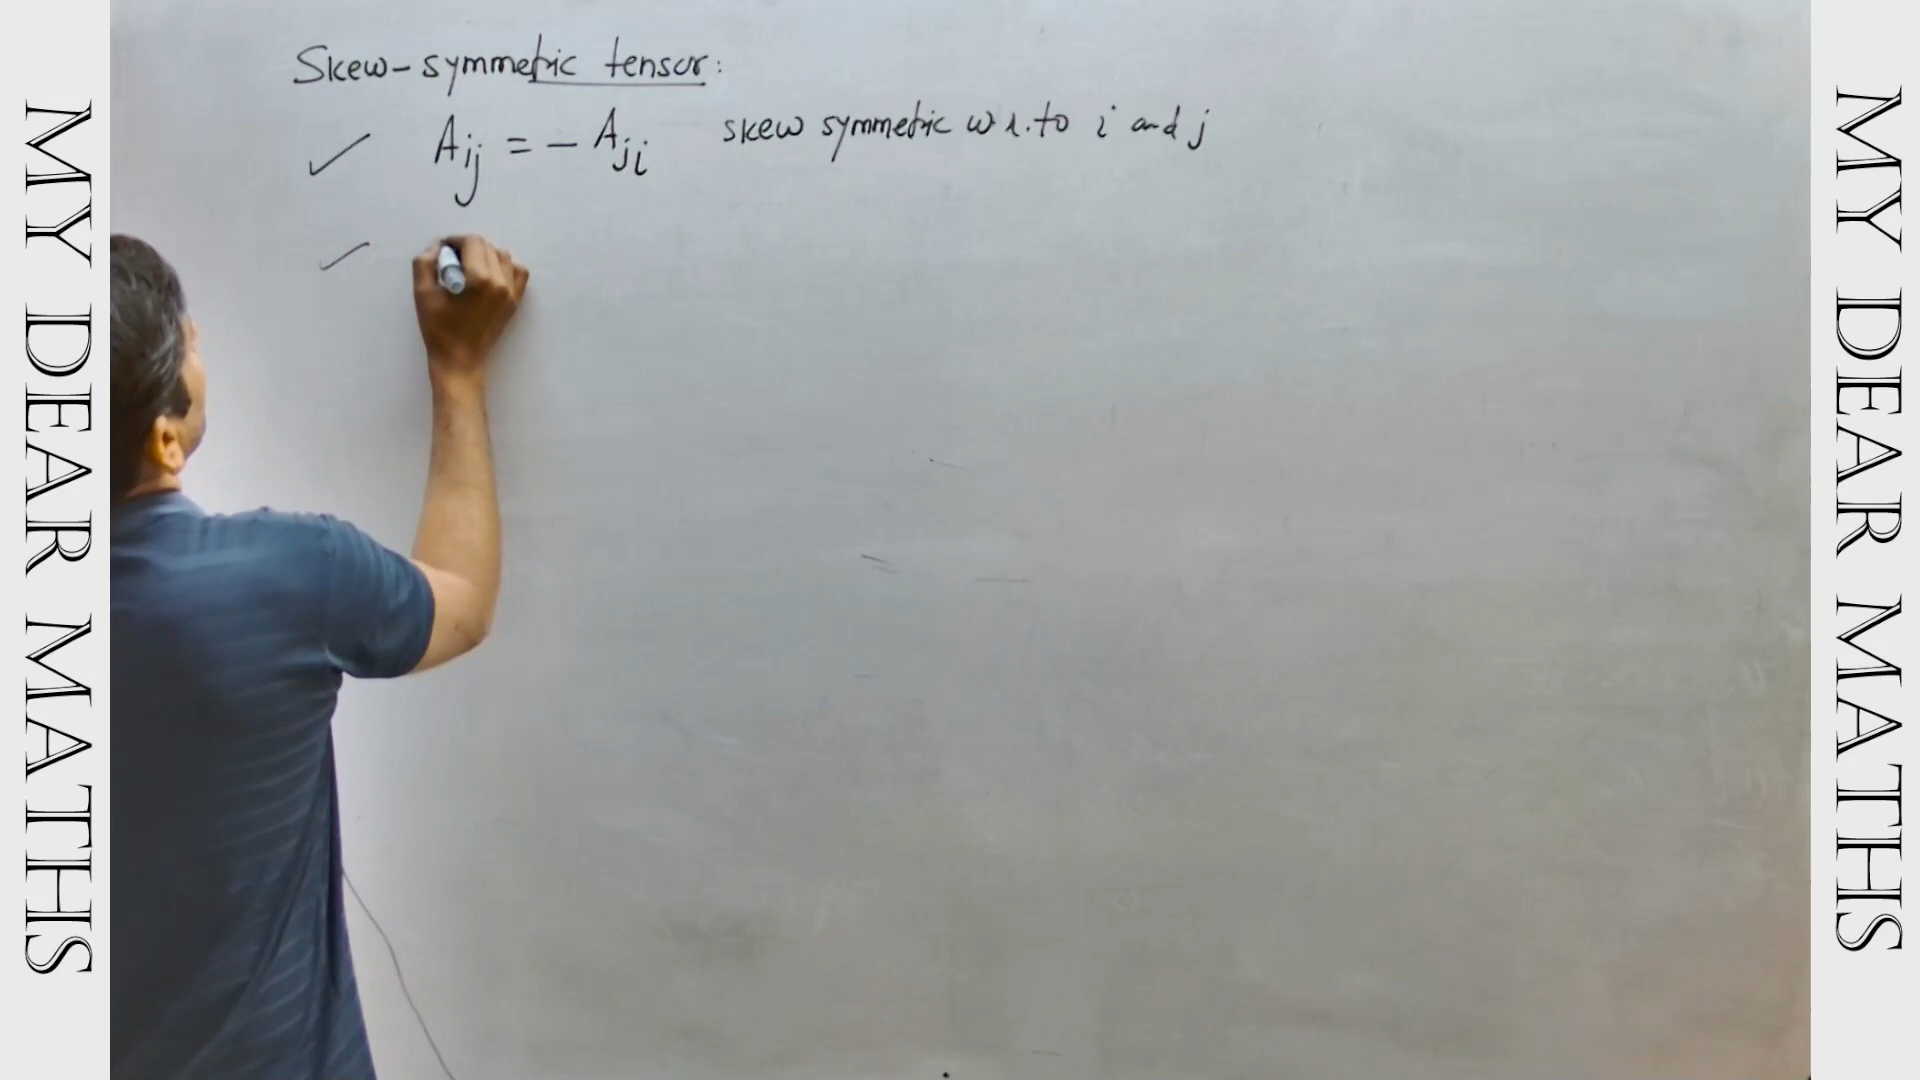 MY DEAR MATHS
Skew-symmetric tensor:
✓ Aij = - Aji skew symmetric w.r.to i and j
✓
MY DEAR MATHS